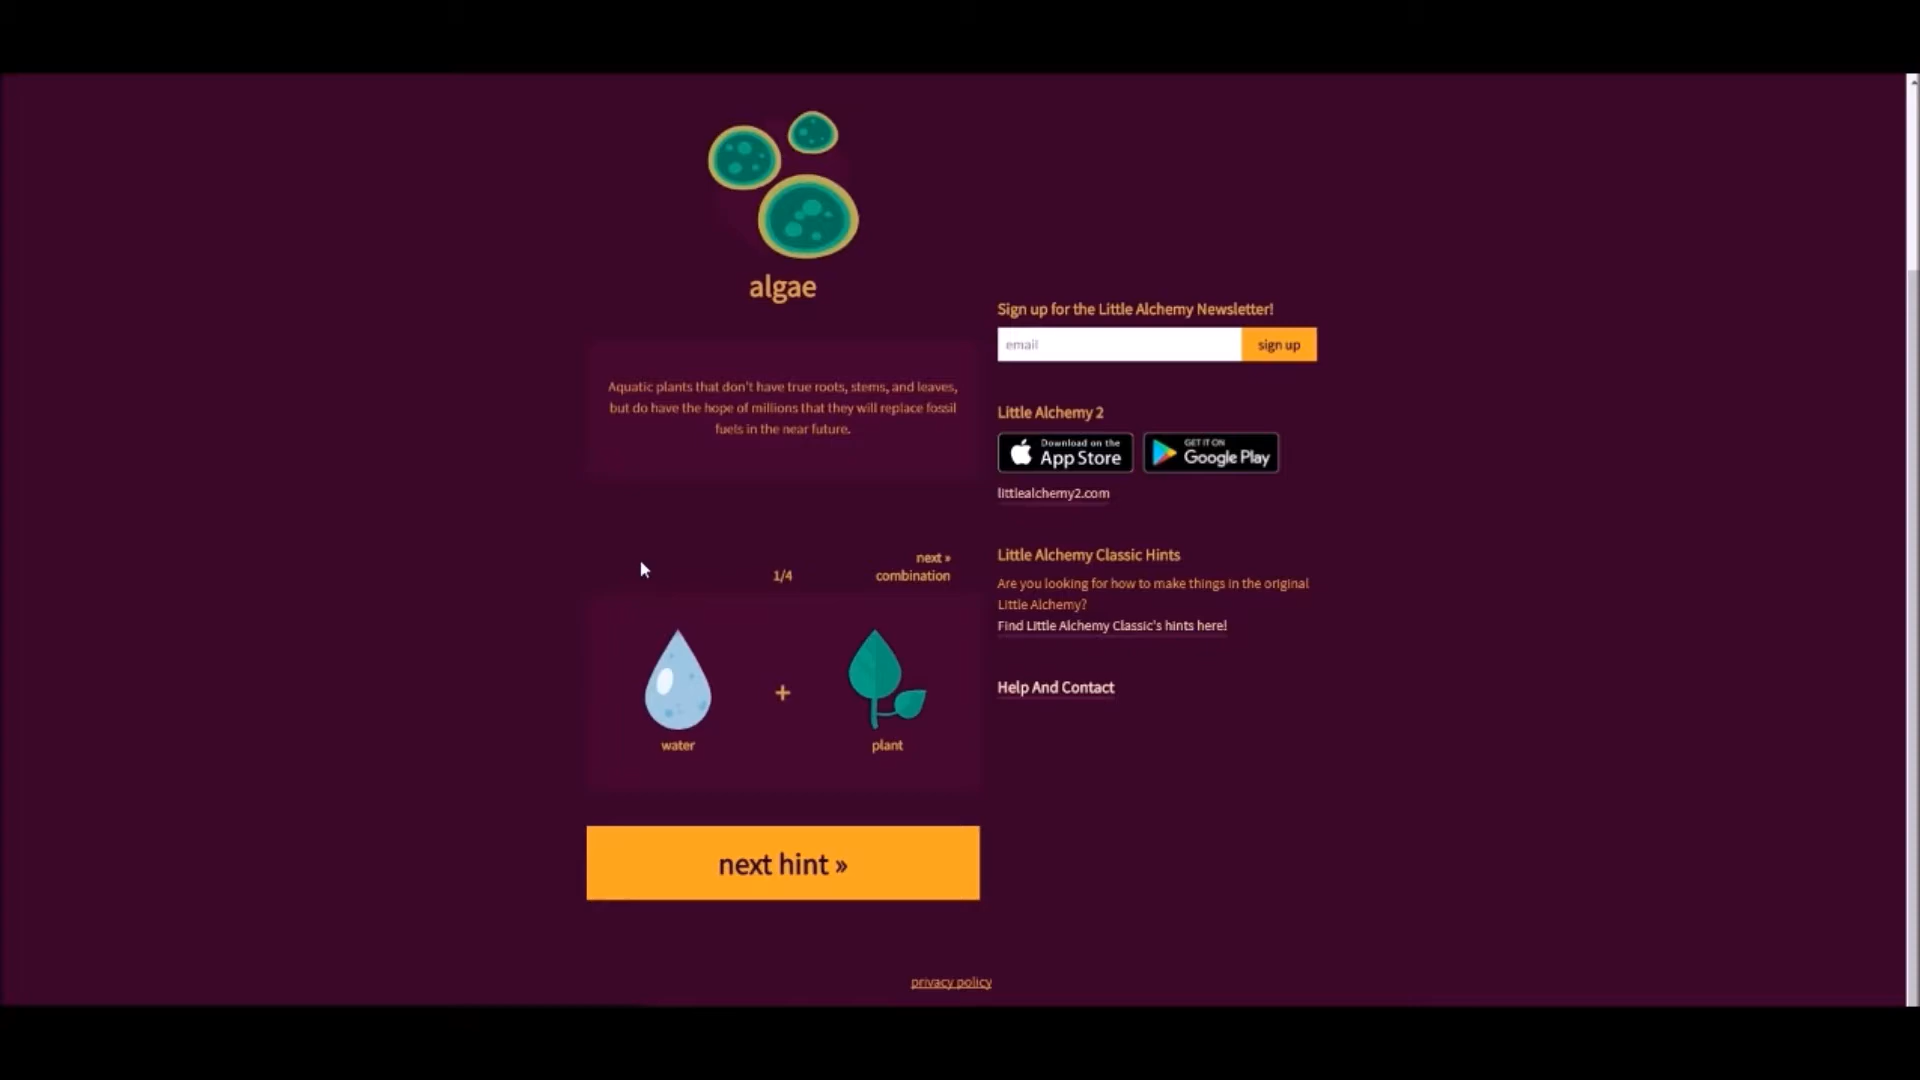 algae
Aquatic plants that don't have true roots, stems, and leaves,
but do have the hope of millions that they will replace fossil
fuels in the near future.
next »
combination
1/4
water
+
plant
next hint »
Sign up for the Little Alchemy Newsletter!
email
sign up
Little Alchemy 2
Download on the
App Store
GET IT ON
Google Play
littlealchemy2.com
Little Alchemy Classic Hints
Are you looking for how to make things in the original
Little Alchemy?
Find Little Alchemy Classic's hints here!
Help And Contact
privacy policy